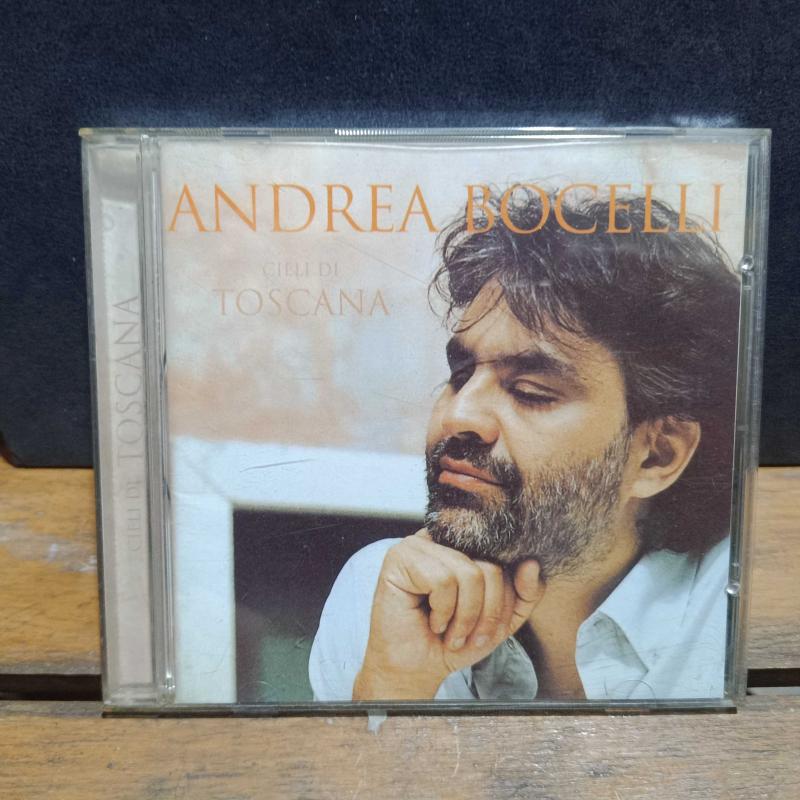 ANDREA BOCELLI
CIELI DI
TOSCANA
CIELI DI TOSCANA